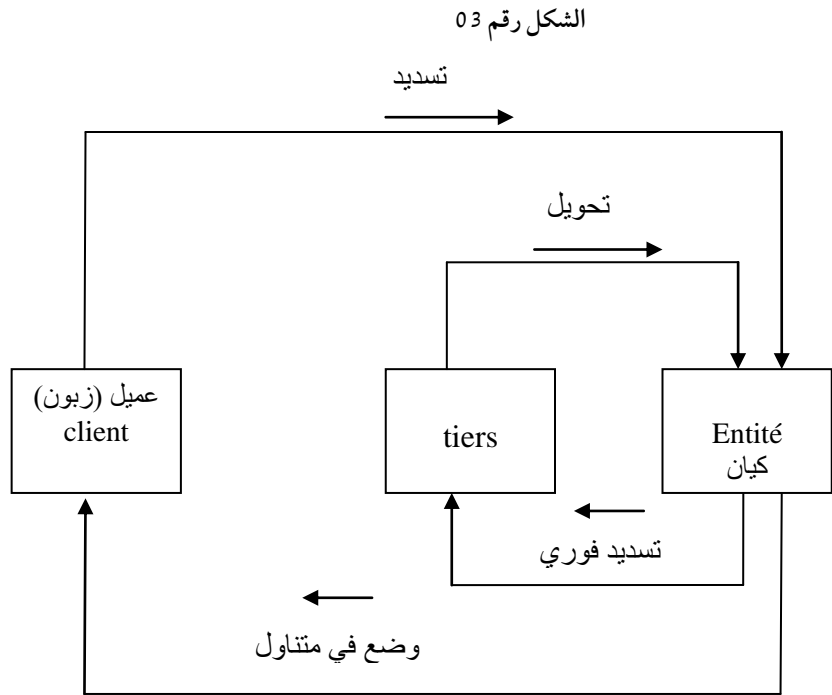 الشكل رقم 03
تسديد
تحويل
عميل (زبون)
client
tiers
Entité
كيان
تسديد فوري
وضع في متناول